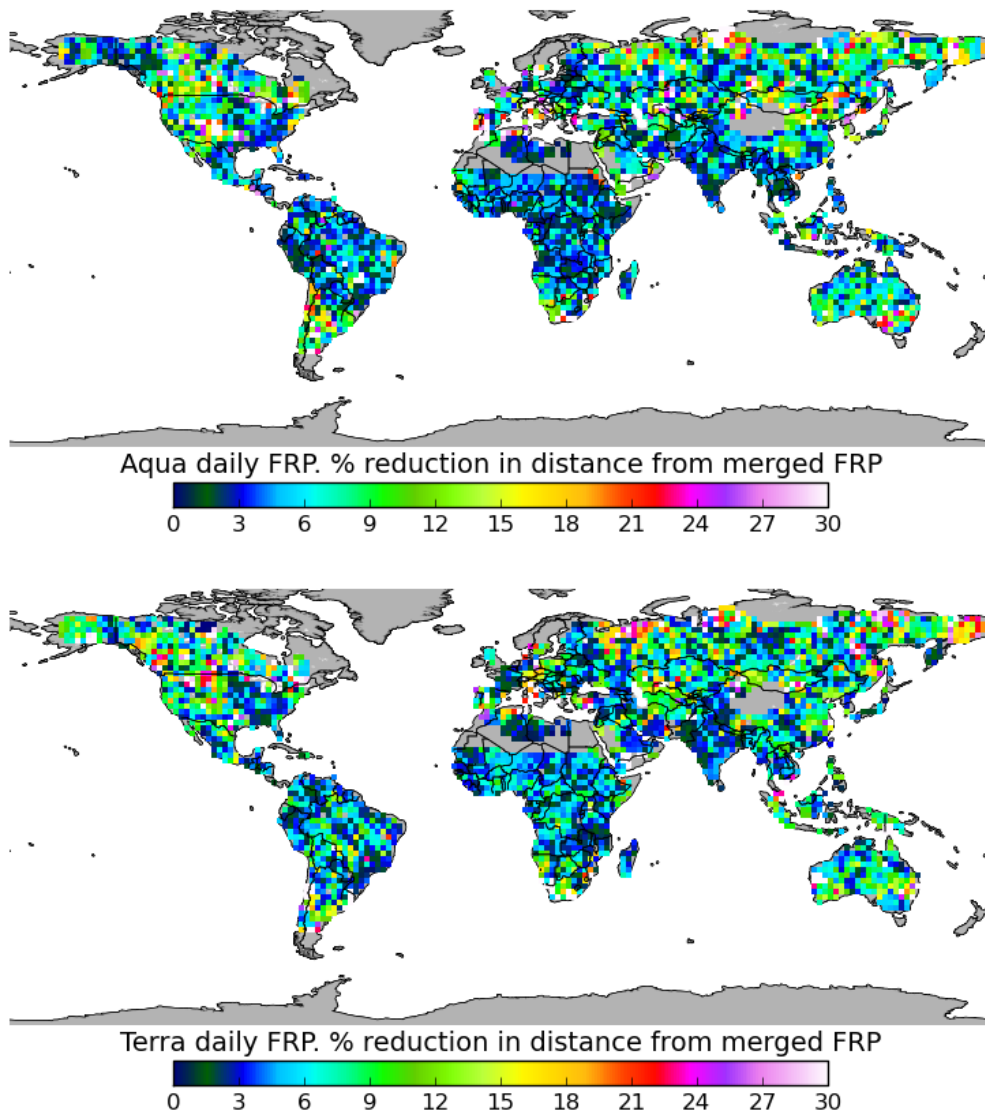 Aqua daily FRP. % reduction in distance from merged FRP
0 3 6 9 12 15 18 21 24 27 30
Terra daily FRP. % reduction in distance from merged FRP
0 3 6 9 12 15 18 21 24 27 30